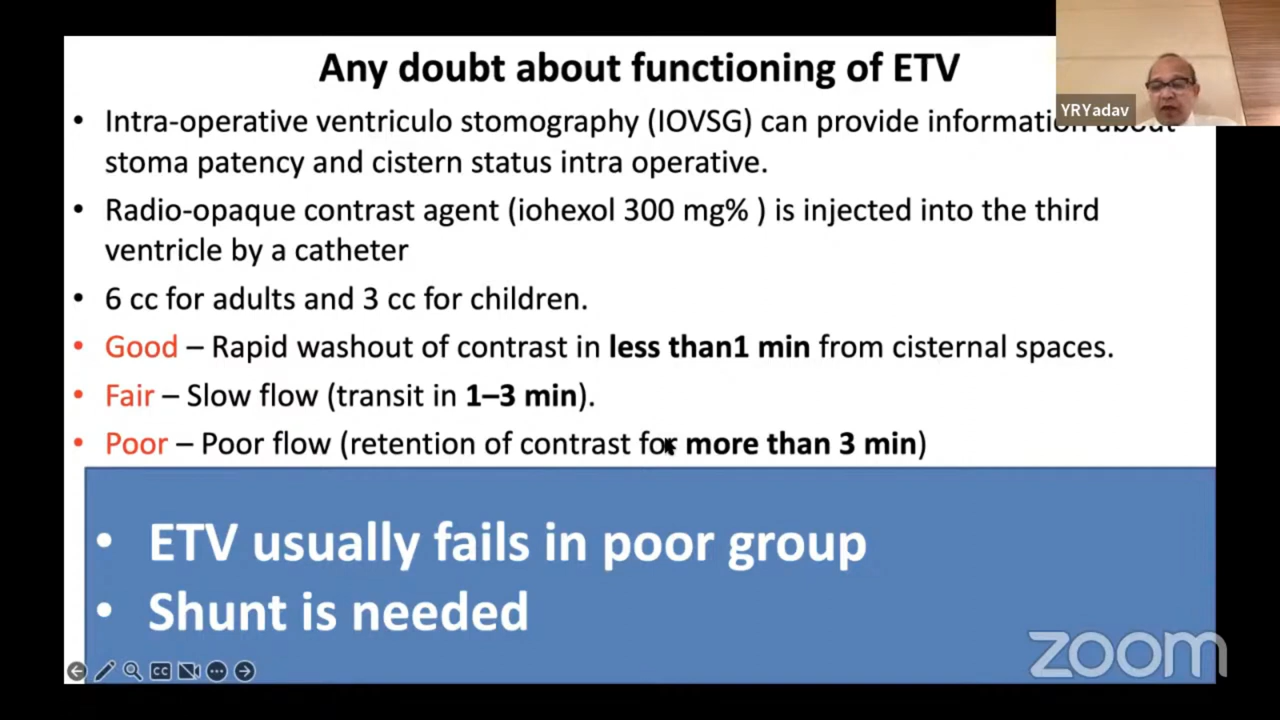 Any doubt about functioning of ETV
YRYadav
• Intra-operative ventriculo stomography (IOVSG) can provide information about
stoma patency and cistern status intra operative.
• Radio-opaque contrast agent (iohexol 300 mg% ) is injected into the third
ventricle by a catheter
• 6 cc for adults and 3 cc for children.
• Good – Rapid washout of contrast in less than1 min from cisternal spaces.
• Fair – Slow flow (transit in 1–3 min).
• Poor – Poor flow (retention of contrast for more than 3 min)
• ETV usually fails in poor group
• Shunt is needed
CC
zoom